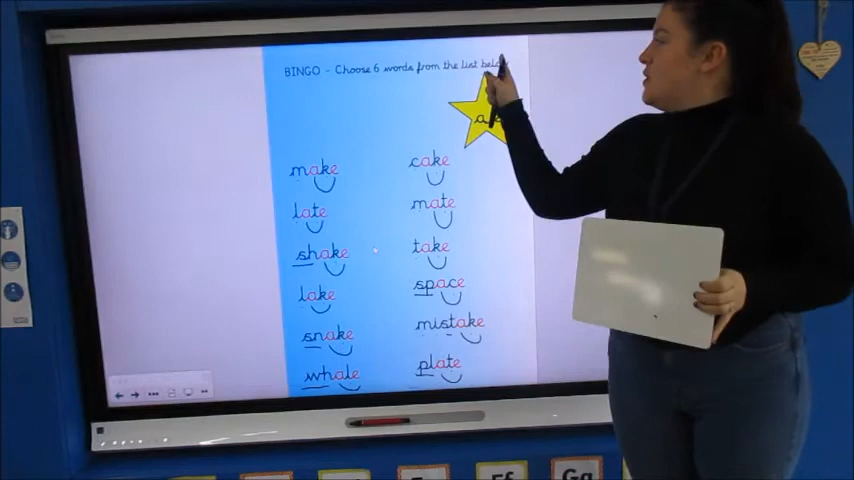 BINGO - Choose 6 words from the list below
make cake
late mate
shake take
lake space
snake mistake
whale plate
Ff
Gg